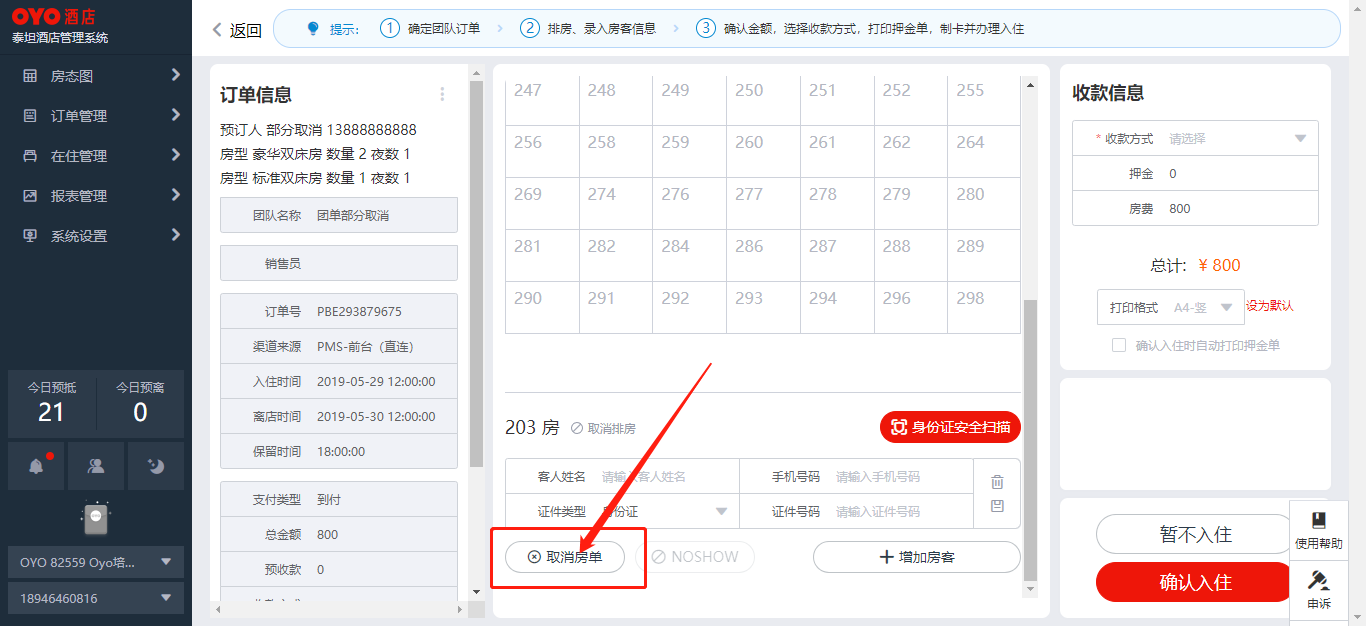 OYO 酒店
泰坦酒店管理系统
房态图
订单管理
在住管理
报表管理
系统设置
今日预抵 今日预离
21 0
OYO 82559 Oyo培...
18946460816
返回
提示: 1 确定团队订单 2 排房、录入房客信息 3 确认金额，选择收款方式，打印押金单，制卡并办理入住
订单信息
预订人 部分取消 13888888888
房型 豪华双床房 数量 2 夜数 1
房型 标准双床房 数量 1 夜数 1
团队名称 团单部分取消
销售员
订单号 PBE293879675
渠道来源 PMS-前台（直连）
入住时间 2019-05-29 12:00:00
离店时间 2019-05-30 12:00:00
保留时间 18:00:00
支付类型 到付
总金额 800
预收款 0
247 248 249 250 251 252 255
256 258 259 260 261 262 264
269 274 276 277 278 279 280
281 282 284 286 287 288 289
290 291 292 293 294 296 298
203 房 取消排房 身份证安全扫描
客人姓名 请输入客人姓名 手机号码 请输入手机号码
证件类型 身份证 证件号码 请输入证件号码
取消房单 NOSHOW 增加房客
收款信息
* 收款方式 请选择
押金 0
房费 800
总计: ¥ 800
打印格式 A4-竖 设为默认
确认入住时自动打印押金单
暂不入住
确认入住
使用帮助
申诉